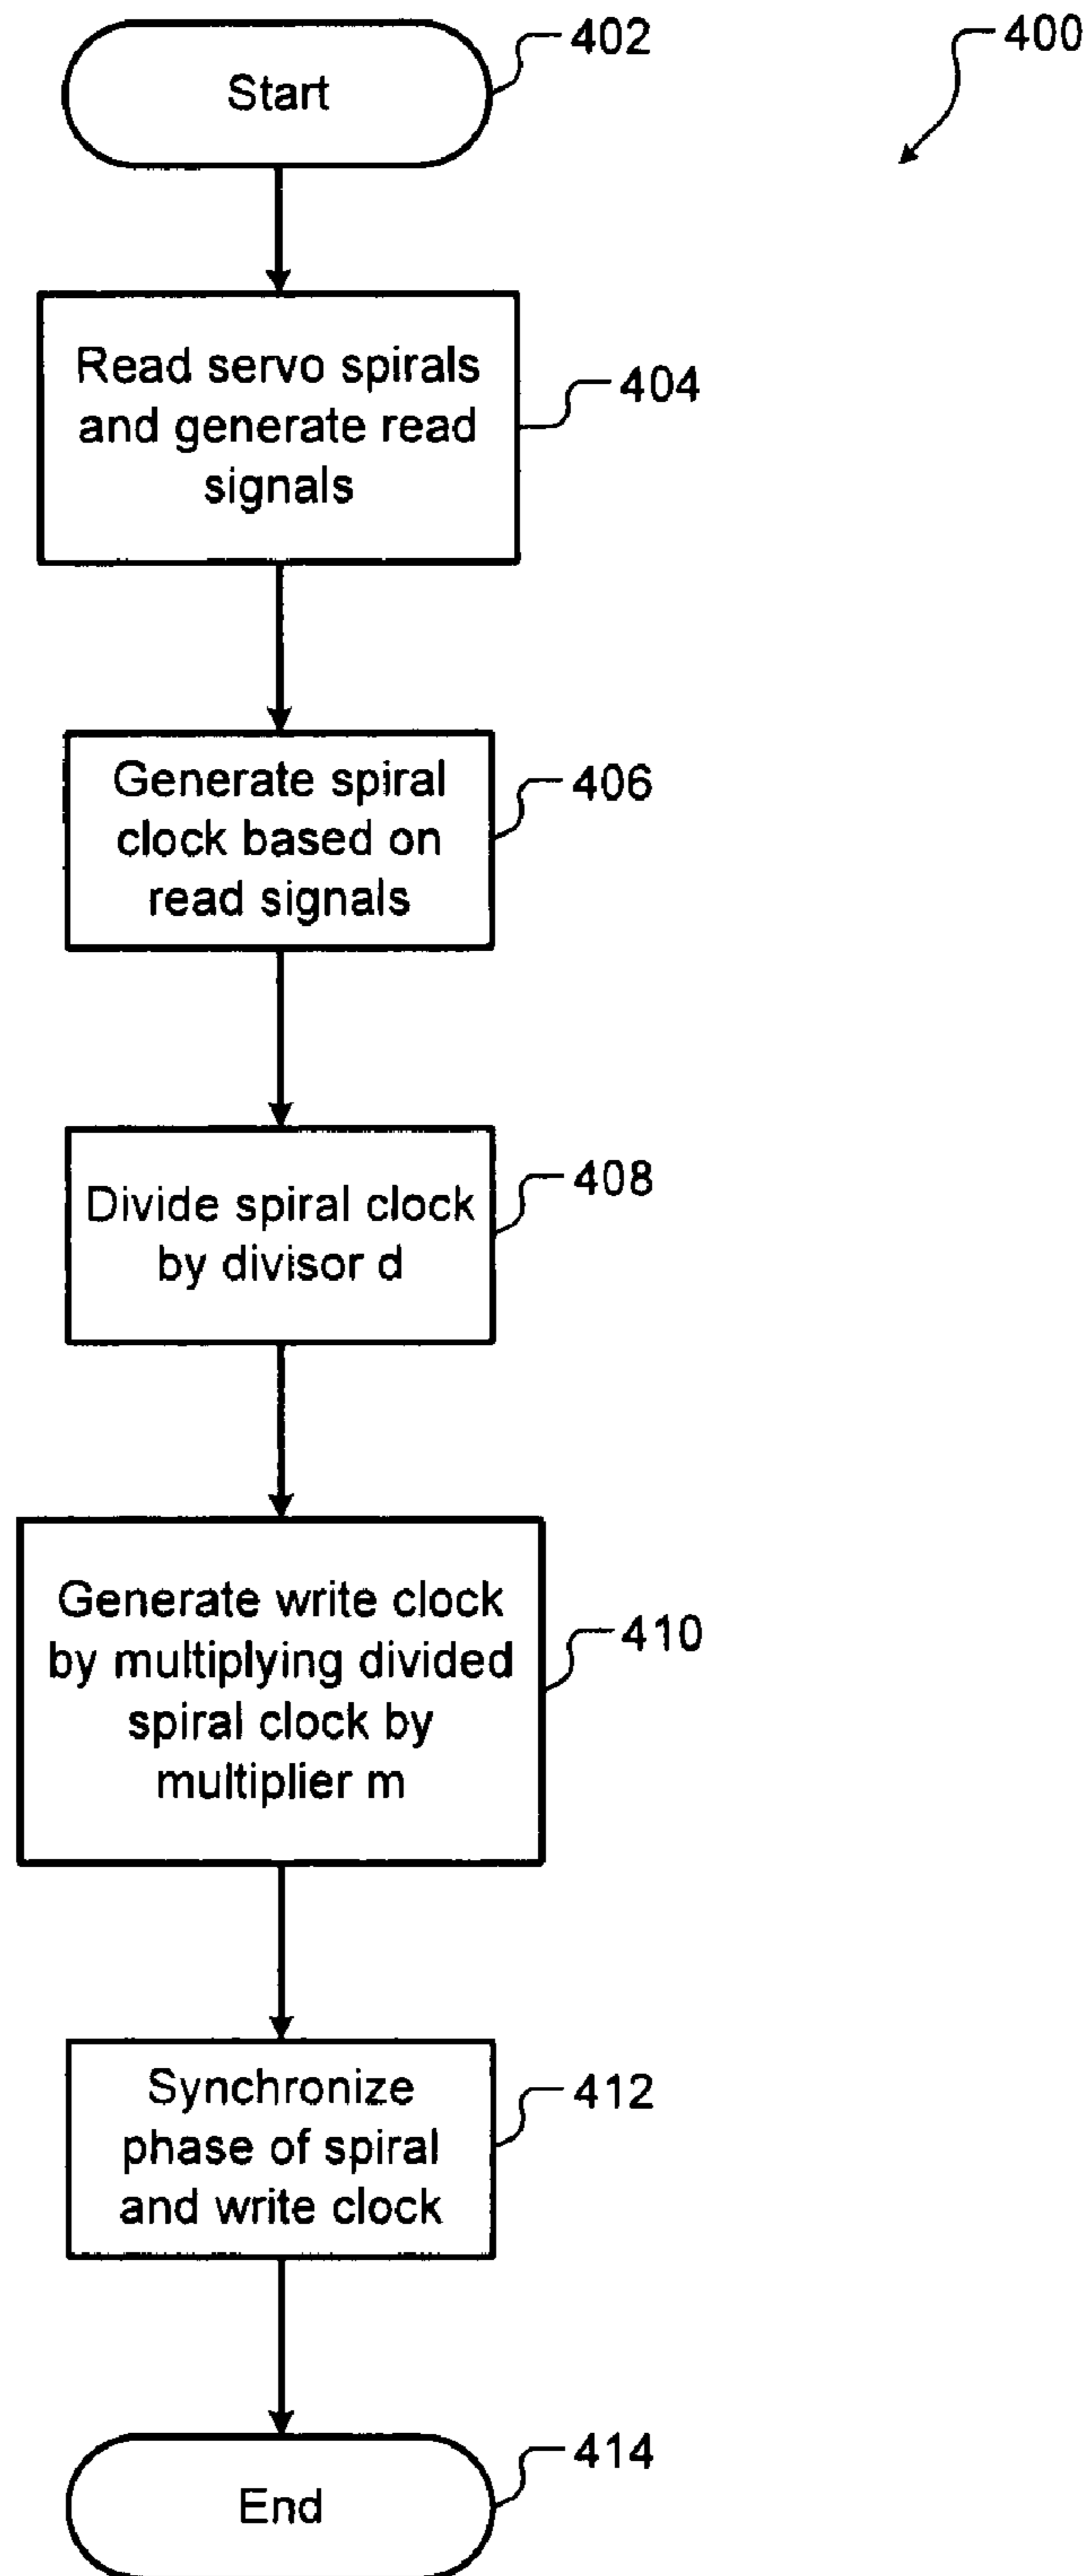 400
Start
402
Read servo spirals
and generate read
signals
404
Generate spiral
clock based on
read signals
406
Divide spiral clock
by divisor d
408
Generate write clock
by multiplying divided
spiral clock by
multiplier m
410
Synchronize
phase of spiral
and write clock
412
End
414